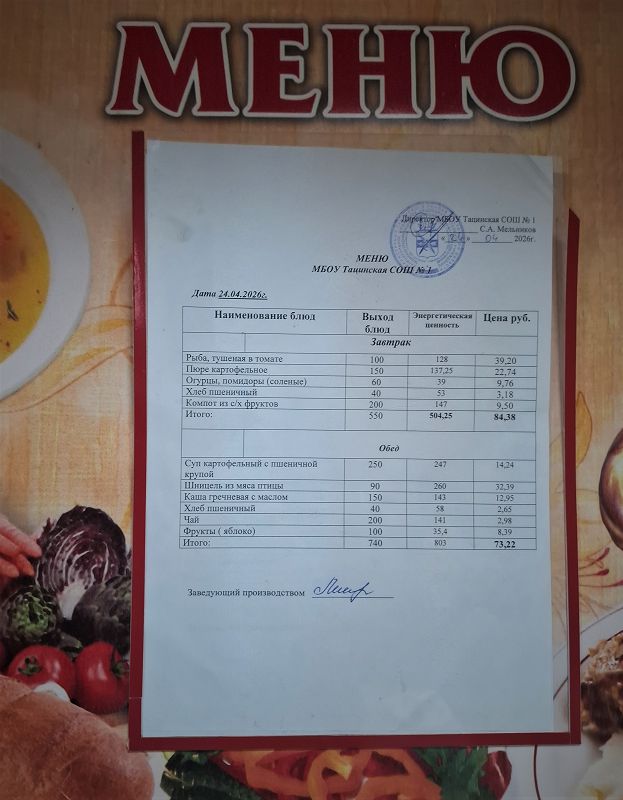 МЕНЮ
Директор МБОУ Тацинская СОШ № 1
С.А. Мельников
« 24 » 04 2026г.
МЕНЮ
МБОУ Тацинская СОШ № 1
Дата 24.04.2026г.
Наименование блюд Выход блюд Энергетическая ценность Цена руб.
Завтрак
Рыба, тушеная в томате 100 128 39,20
Пюре картофельное 150 137,25 22,74
Огурцы, помидоры (соленые) 60 39 9,76
Хлеб пшеничный 40 53 3,18
Компот из с/х фруктов 200 147 9,50
Итого: 550 504,25 84,38
Обед
Суп картофельный с пшеничной крупой 250 247 14,24
Шницель из мяса птицы 90 260 32,39
Каша гречневая с маслом 150 143 12,95
Хлеб пшеничный 40 58 2,65
Чай 200 141 2,98
Фрукты ( яблоко) 100 35,4 8,39
Итого: 740 803 73,22
Заведующий производством